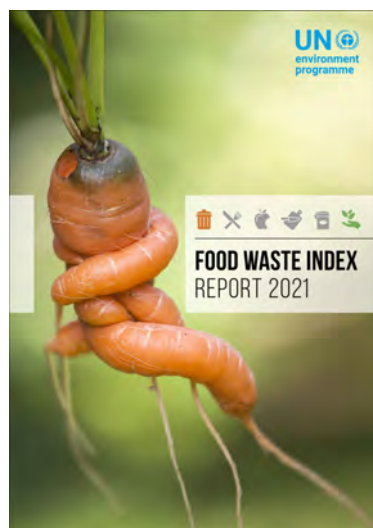 UN
environment
programme
FOOD WASTE INDEX
REPORT 2021